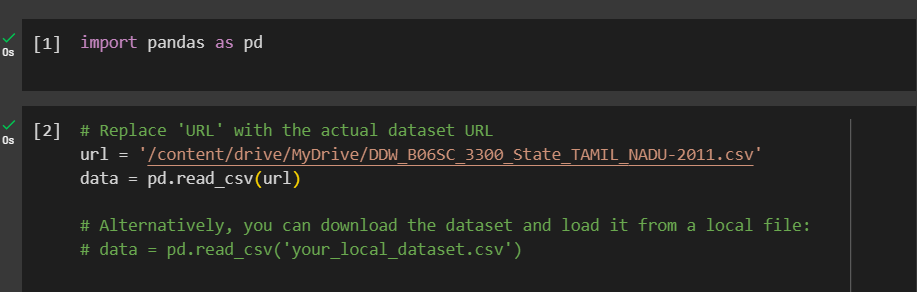 [1] import pandas as pd
0s
[2] # Replace 'URL' with the actual dataset URL
0s
url = '/content/drive/MyDrive/DDW_B06SC_3300_State_TAMIL_NADU-2011.csv'
data = pd.read_csv(url)
# Alternatively, you can download the dataset and load it from a local file:
# data = pd.read_csv('your_local_dataset.csv')